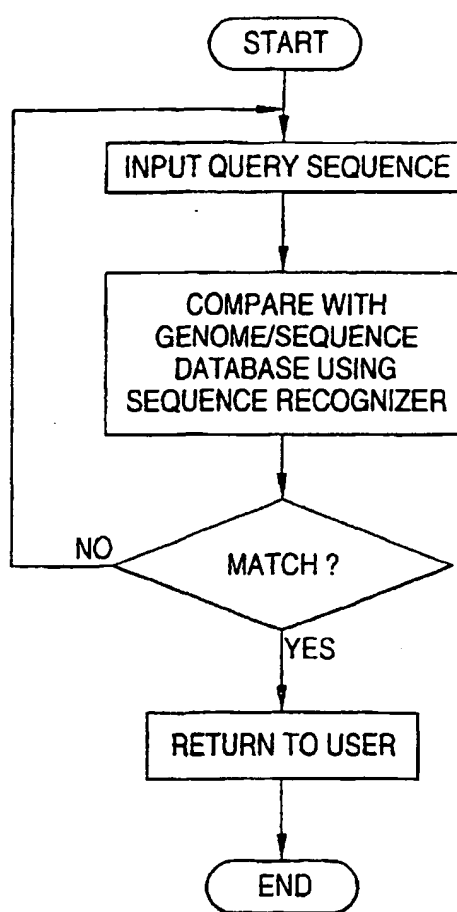 START
INPUT QUERY SEQUENCE
COMPARE WITH
GENOME/SEQUENCE
DATABASE USING
SEQUENCE RECOGNIZER
NO
MATCH ?
YES
RETURN TO USER
END